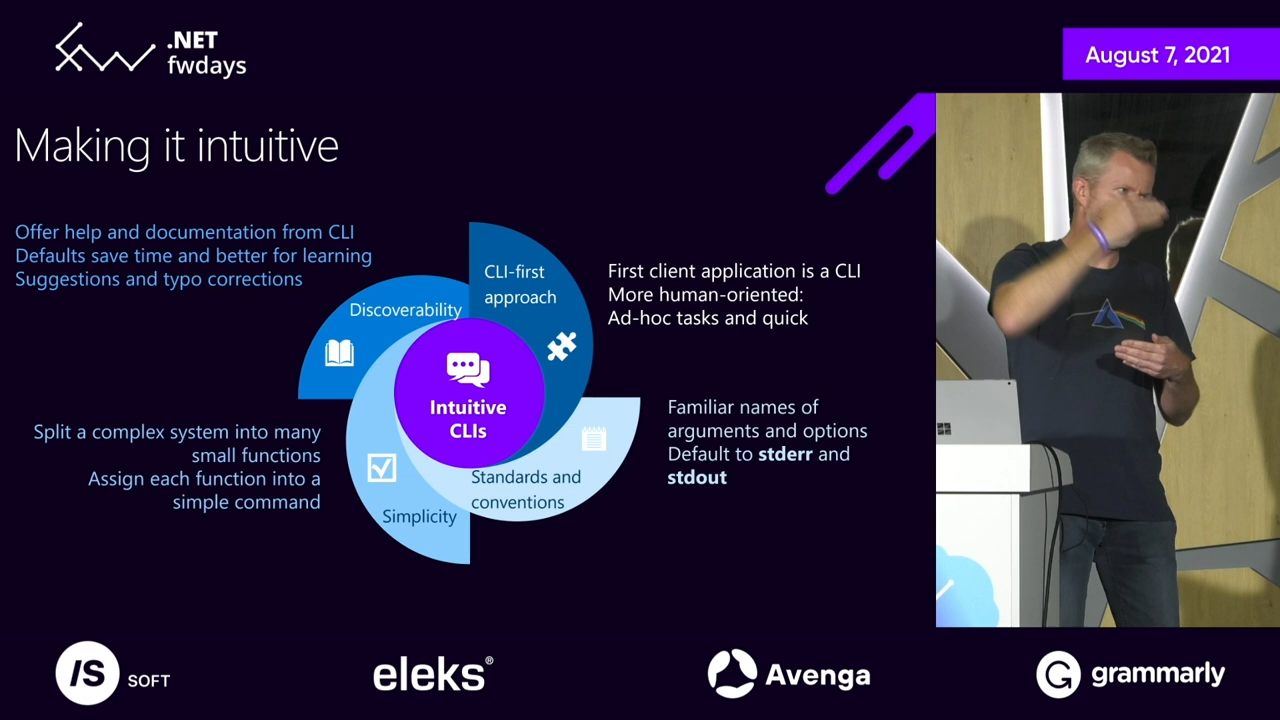 .NET
fwdays
August 7, 2021
Making it intuitive
Offer help and documentation from CLI
Defaults save time and better for learning
Suggestions and typo corrections
Discoverability
CLI-first
approach
First client application is a CLI
More human-oriented:
Ad-hoc tasks and quick
Intuitive
CLIs
Split a complex system into many
small functions
Assign each function into a
simple command
Simplicity
Standards and
conventions
Familiar names of
arguments and options
Default to stderr and
stdout
IS SOFT
eleks®
Avenga
grammarly